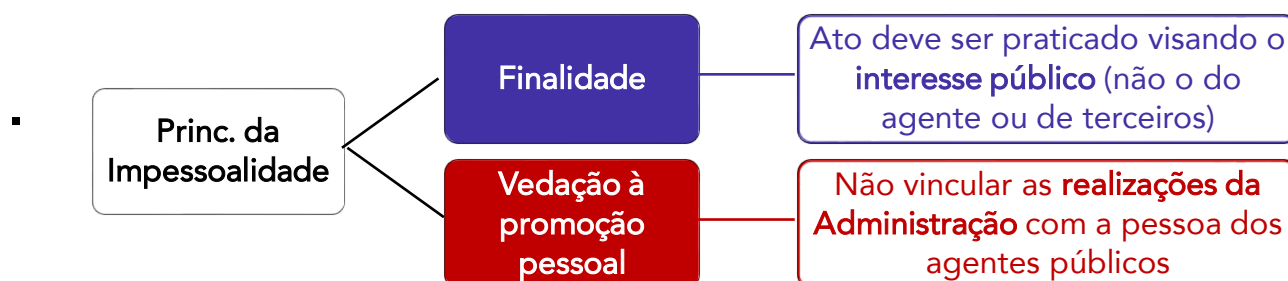 Princ. da
Impessoalidade
Finalidade
Ato deve ser praticado visando o
interesse público (não o do
agente ou de terceiros)
Vedação à
promoção
pessoal
Não vincular as realizações da
Administração com a pessoa dos
agentes públicos